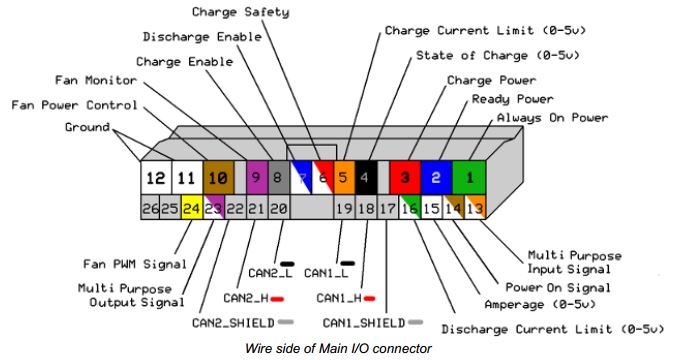 Charge Safety
Discharge Enable
Charge Enable
Fan Monitor
Fan Power Control
Ground
Charge Current Limit (0-5v)
State of Charge (0-5v)
Charge Power
Ready Power
Always On Power
12 11 10 9 8 7 6 5 4 3 2 1
26 25 24 23 22 21 20 19 18 17 16 15 14 13
Fan PWM Signal
Multi Purpose
Output Signal
CAN2_L
CAN1_L
CAN2_H
CAN1_H
CAN2_SHIELD
CAN1_SHIELD
Multi Purpose
Input Signal
Power On Signal
Amperage (0-5v)
Discharge Current Limit (0-5v)
Wire side of Main I/O connector